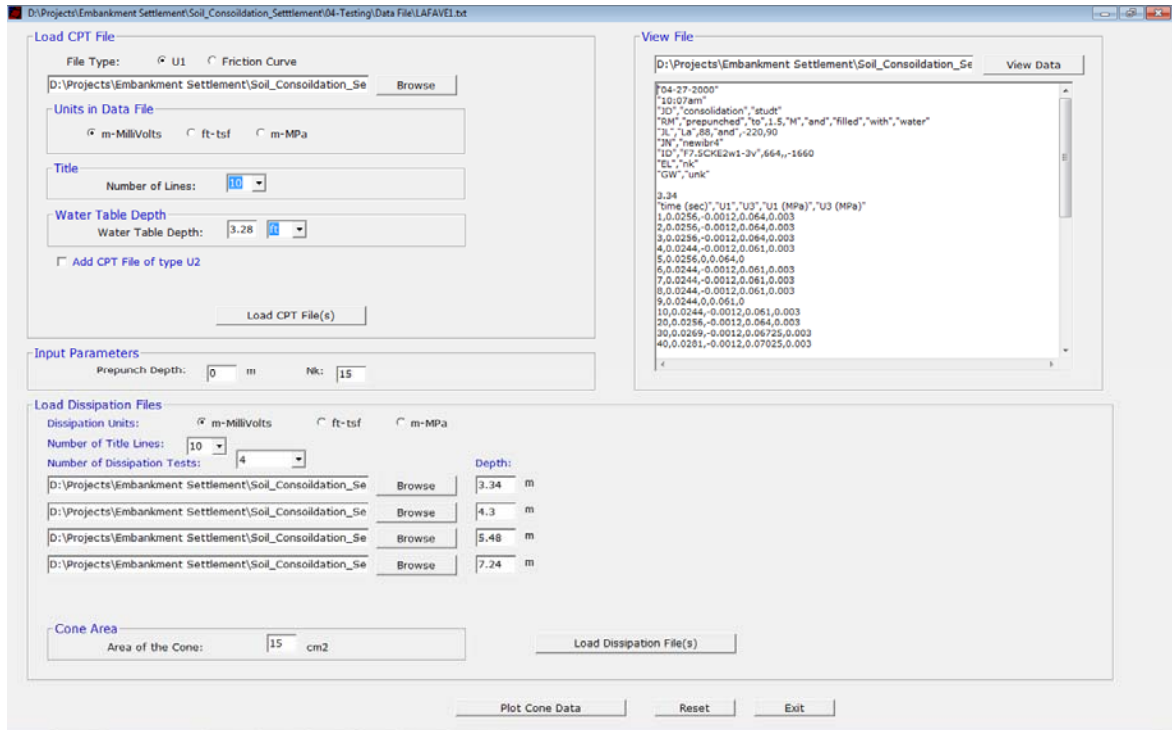 D:\Projects\Embankment Settlement\Soil_Consoildation_Setttlement\04-Testing\Data File\LAFAVE1.txt
Load CPT File
File Type: U1 Friction Curve
D:\Projects\Embankment Settlement\Soil_Consoildation_Se Browse
Units in Data File
m-MilliVolts ft-tsf m-MPa
Title
Number of Lines: 10
Water Table Depth
Water Table Depth: 3.28 ft
Add CPT File of type U2
Load CPT File(s)
View File
D:\Projects\Embankment Settlement\Soil_Consoildation_Se View Data
"04-27-2000"
"10:07am"
"JD","consolidation","studt"
"RM","prepunched","to",1.5,"M","and","filled","with","water"
"JL","La",88,"and",-220,90
"JN","newibr4"
"ID","F7.5CKE2w1-3v",664,,-1660
"EL","nk"
"GW","unk"
3.34
"time (sec)","U1","U3","U1 (MPa)","U3 (MPa)"
1,0.0256,-0.0012,0.064,0.003
2,0.0256,-0.0012,0.064,0.003
3,0.0256,-0.0012,0.064,0.003
4,0.0244,-0.0012,0.061,0.003
5,0.0256,0,0.064,0
6,0.0244,-0.0012,0.061,0.003
7,0.0244,-0.0012,0.061,0.003
8,0.0244,-0.0012,0.061,0.003
9,0.0244,0,0.061,0
10,0.0244,-0.0012,0.061,0.003
20,0.0256,-0.0012,0.064,0.003
30,0.0269,-0.0012,0.06725,0.003
40,0.0281,-0.0012,0.07025,0.003
Input Parameters
Prepunch Depth: 0 m Nk: 15
Load Dissipation Files
Dissipation Units: m-MilliVolts ft-tsf m-MPa
Number of Title Lines: 10
Number of Dissipation Tests: 4 Depth:
D:\Projects\Embankment Settlement\Soil_Consoildation_Se Browse 3.34 m
D:\Projects\Embankment Settlement\Soil_Consoildation_Se Browse 4.3 m
D:\Projects\Embankment Settlement\Soil_Consoildation_Se Browse 5.48 m
D:\Projects\Embankment Settlement\Soil_Consoildation_Se Browse 7.24 m
Cone Area
Area of the Cone: 15 cm2
Load Dissipation File(s)
Plot Cone Data Reset Exit